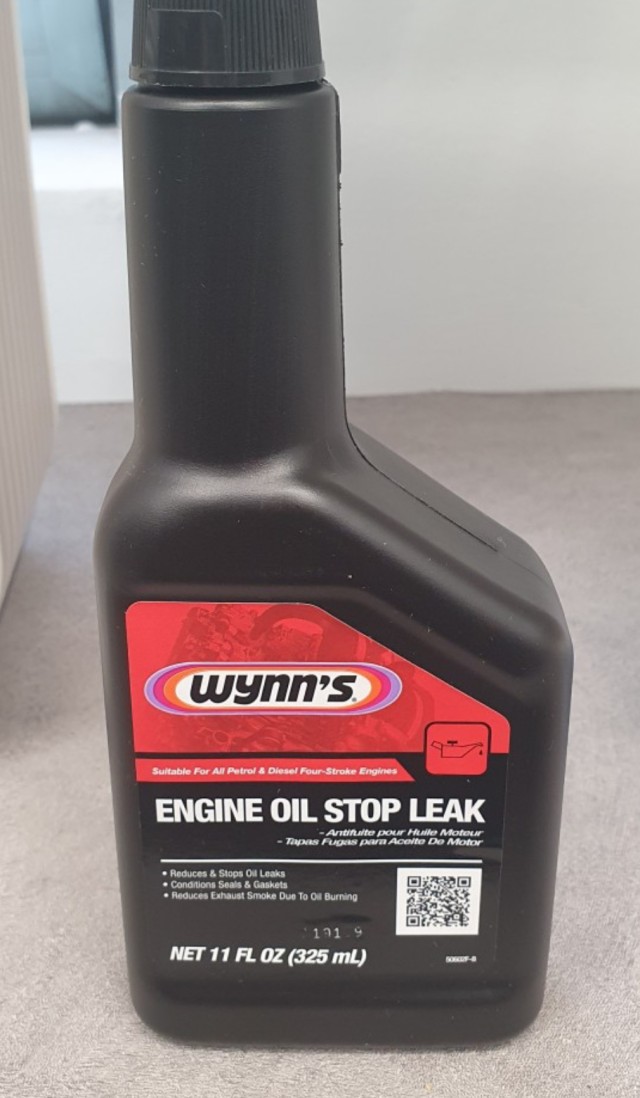 wynn's®
Suitable For All Petrol & Diesel Four-Stroke Engines
ENGINE OIL STOP LEAK
- Antifuite pour Huile Moteur
- Tapas Fugas para Aceite De Motor
• Reduces & Stops Oil Leaks
• Conditions Seals & Gaskets
• Reduces Exhaust Smoke Due To Oil Burning
NET 11 FL OZ (325 mL)
50602F-B